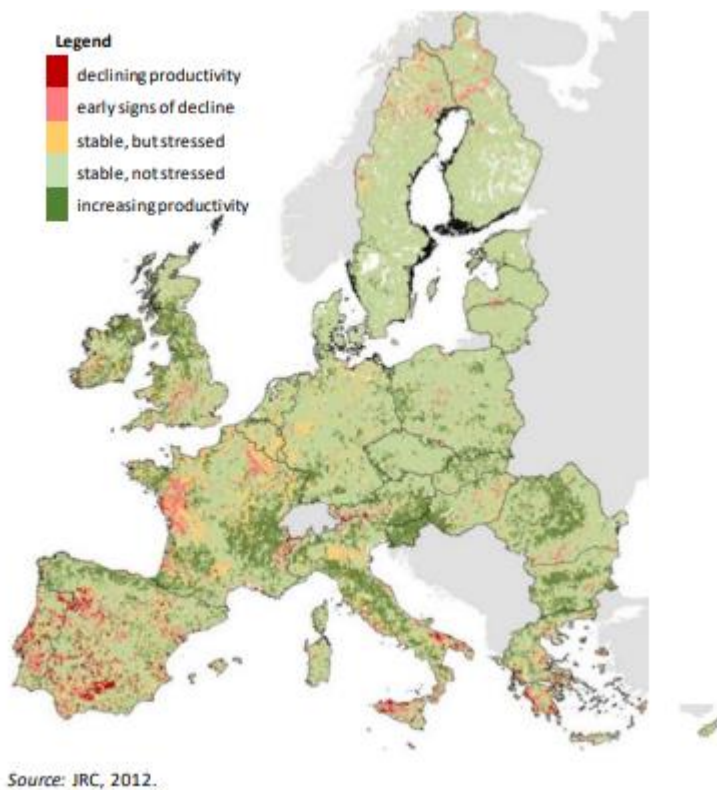 Legend
declining productivity
early signs of decline
stable, but stressed
stable, not stressed
increasing productivity
Source: JRC, 2012.